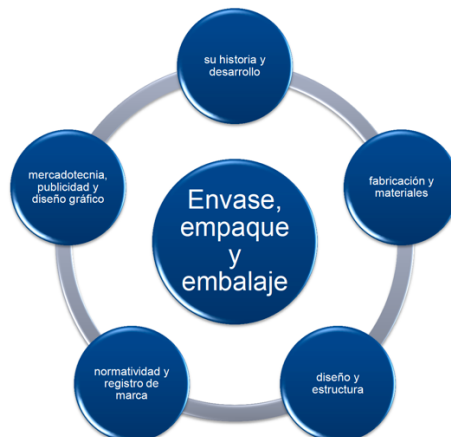 su historia y
desarrollo
fabricación y
materiales
diseño y
estructura
normatividad y
registro de
marca
mercadotecnia,
publicidad y
diseño gráfico
Envase,
empaque
y
embalaje